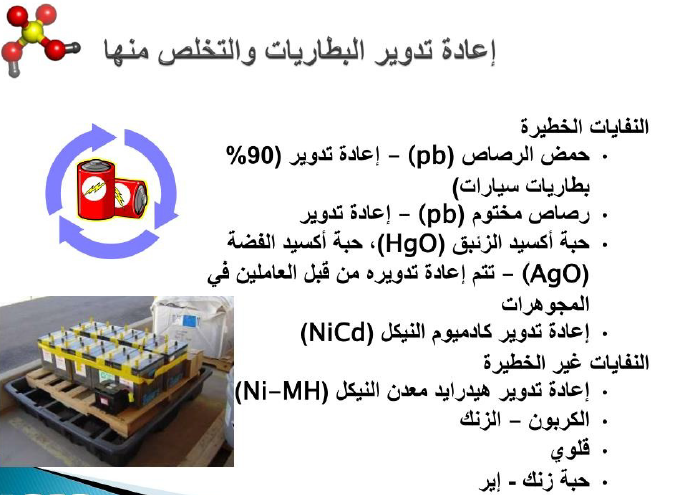 إعادة تدوير البطاريات والتخلص منها
النفايات الخطيرة
• حمض الرصاص (pb) – إعادة تدوير (90%
بطاريات سيارات)
• رصاص مختوم (pb) – إعادة تدوير
• حبة أكسيد الزئبق (HgO)، حبة أكسيد الفضة
(AgO) – تتم إعادة تدويره من قبل العاملين في
المجوهرات
• إعادة تدوير كادميوم النيكل (NiCd)
النفايات غير الخطيرة
• إعادة تدوير هيدرايد معدن النيكل (Ni-MH)
• الكربون – الزنك
• قلوي
• حبة زنك - إير